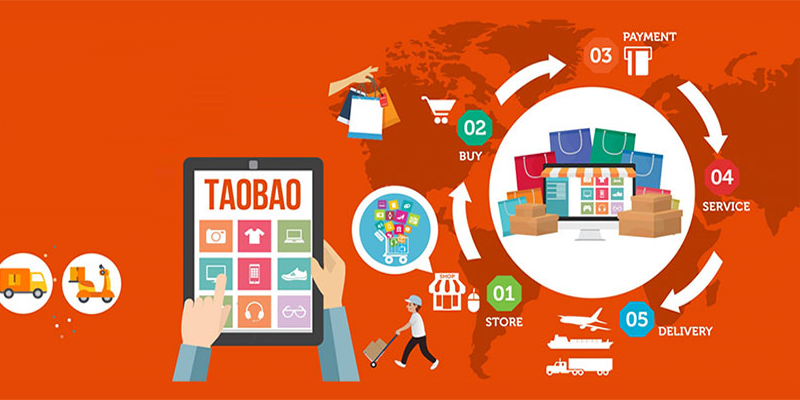 TAOBAO
SHOP
01
STORE
02
BUY
03
PAYMENT
04
SERVICE
05
DELIVERY